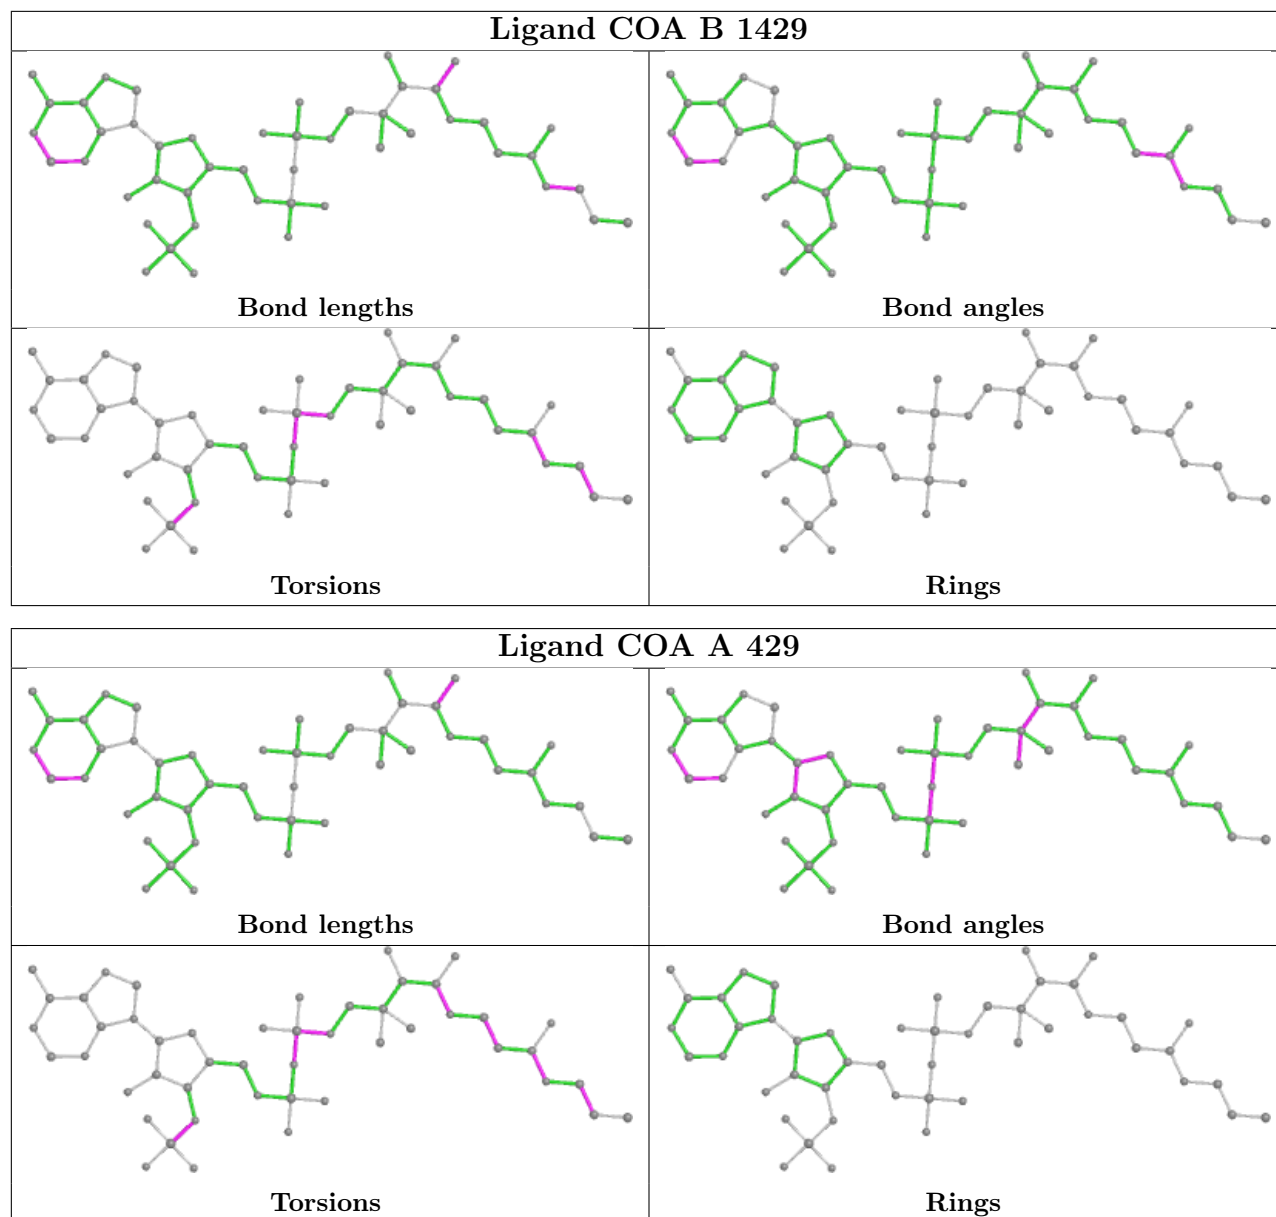 Ligand COA B 1429
Bond lengths
Bond angles
Torsions
Rings
Ligand COA A 429
Bond lengths
Bond angles
Torsions
Rings